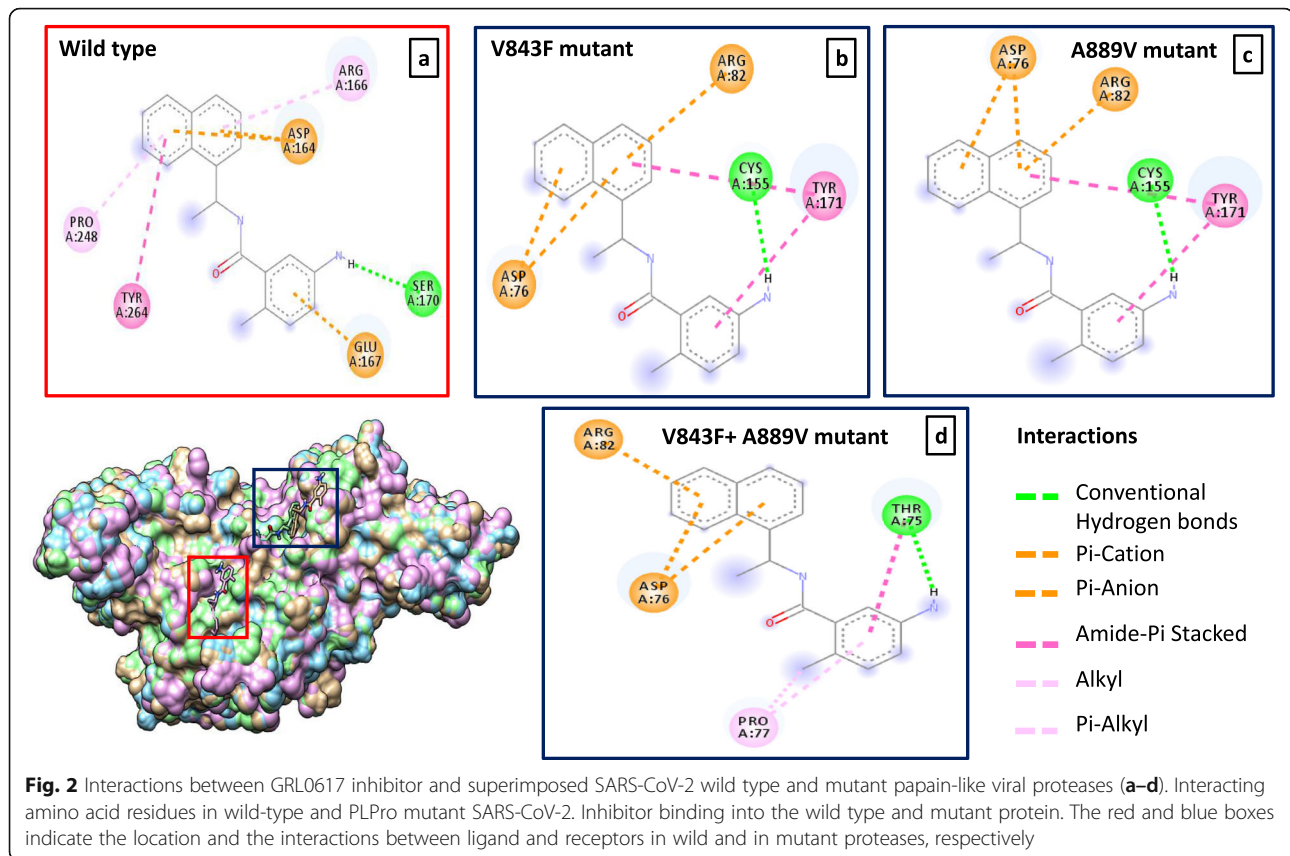 Wild type
a
ARG
A:166
ASP
A:164
PRO
A:248
TYR
A:264
N
H
O
N
H
SER
A:170
GLU
A:167
V843F mutant
b
ARG
A:82
CYS
A:155
TYR
A:171
ASP
A:76
N
H
H
N
O
A889V mutant
c
ASP
A:76
ARG
A:82
CYS
A:155
TYR
A:171
N
H
H
N
O
V843F+ A889V mutant
d
ARG
A:82
THR
A:75
ASP
A:76
N
H
H
N
O
PRO
A:77
Interactions
Conventional
Hydrogen bonds
Pi-Cation
Pi-Anion
Amide-Pi Stacked
Alkyl
Pi-Alkyl
Fig. 2 Interactions between GRL0617 inhibitor and superimposed SARS-CoV-2 wild type and mutant papain-like viral proteases (a–d). Interacting
amino acid residues in wild-type and PLPro mutant SARS-CoV-2. Inhibitor binding into the wild type and mutant protein. The red and blue boxes
indicate the location and the interactions between ligand and receptors in wild and in mutant proteases, respectively